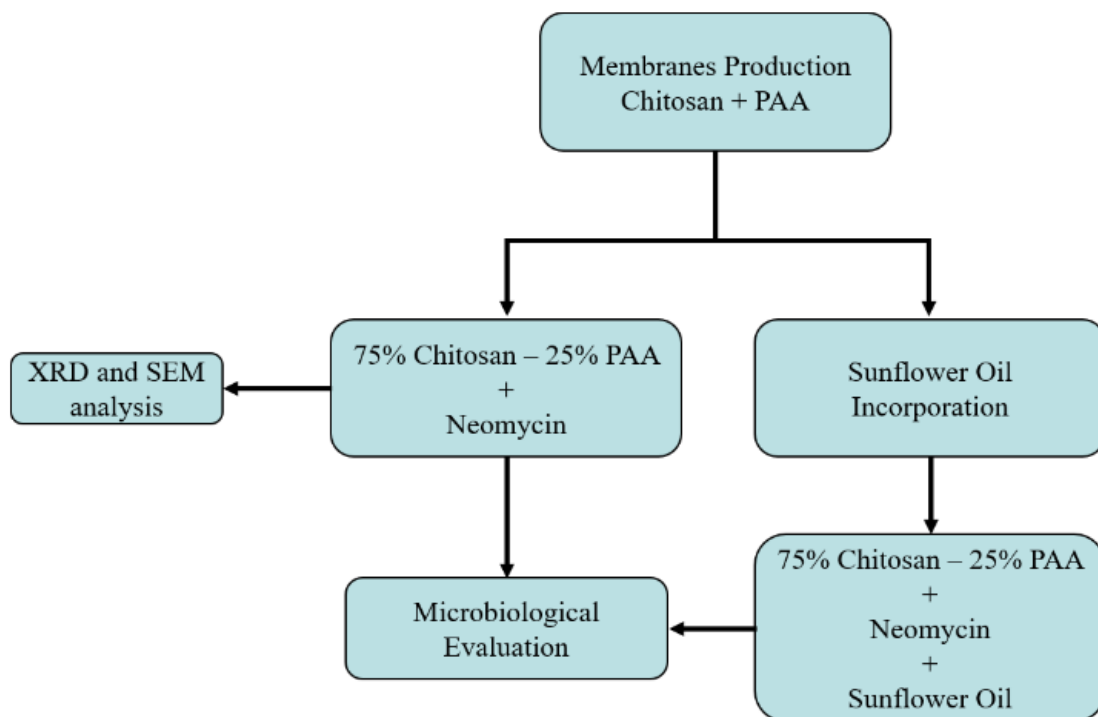 Membranes Production
Chitosan + PAA
XRD and SEM
analysis
75% Chitosan – 25% PAA
+
Neomycin
Sunflower Oil
Incorporation
Microbiological
Evaluation
75% Chitosan – 25% PAA
+
Neomycin
+
Sunflower Oil